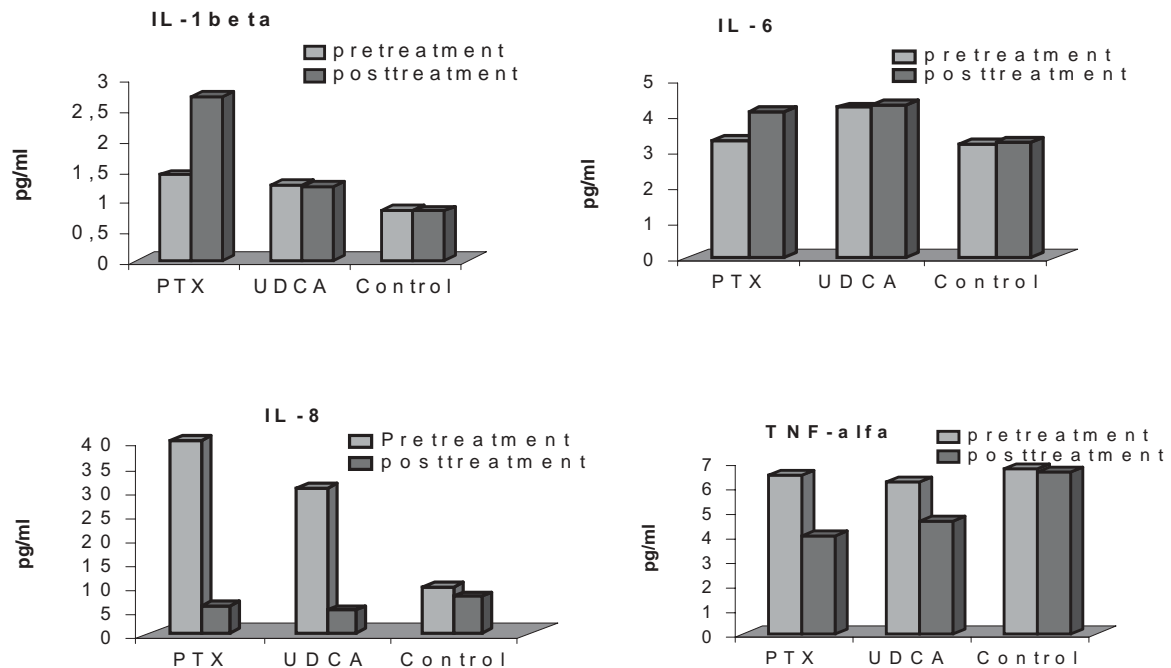 IL-1beta
pretreatment
posttreatment
3
2,5
2
1,5
1
0,5
0
pg/ml
PTX UDCA Control
IL-6
pretreatment
posttreatment
5
4
3
2
1
0
pg/ml
PTX UDCA Control
IL-8
Pretreatment
posttreatment
40
35
30
25
20
15
10
5
0
pg/ml
PTX UDCA Control
TNF-alfa
pretreatment
posttreatment
7
6
5
4
3
2
1
0
pg/ml
PTX UDCA Control